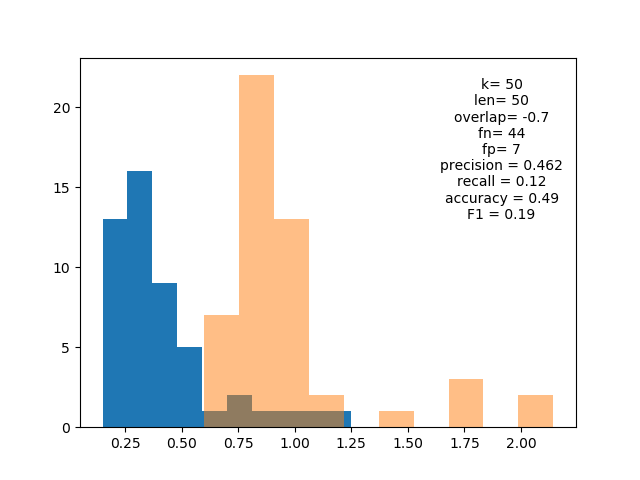 k= 50
len= 50
overlap= -0.7
fn= 44
fp= 7
precision = 0.462
recall = 0.12
accuracy = 0.49
F1 = 0.19
20
15
10
5
0
0.25 0.50 0.75 1.00 1.25 1.50 1.75 2.00